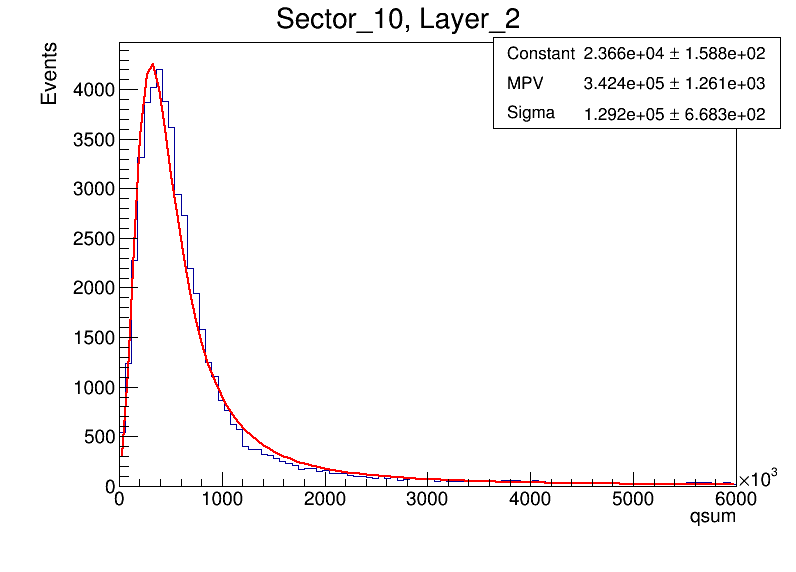 Sector_10, Layer_2
Constant 2.366e+04 ± 1.588e+02
MPV 3.424e+05 ± 1.261e+03
Sigma 1.292e+05 ± 6.683e+02
Events
4000
3500
3000
2500
2000
1500
1000
500
0
0 1000 2000 3000 4000 5000 6000
×10³
qsum